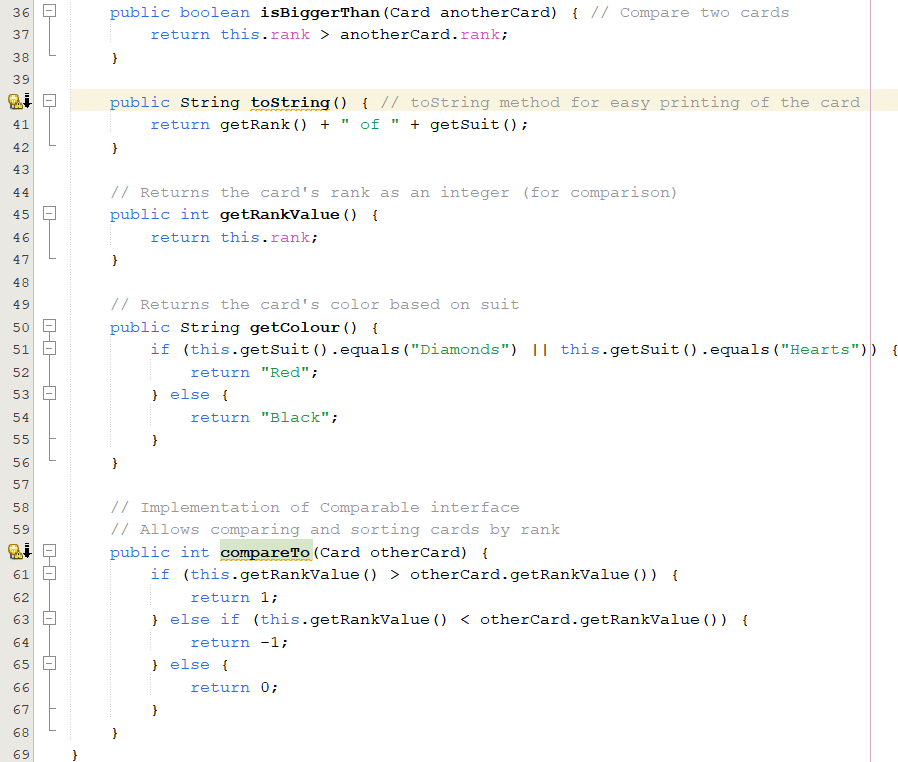 36 public boolean isBiggerThan(Card anotherCard) { // Compare two cards
37 return this.rank > anotherCard.rank;
38 }
39
public String toString() { // toString method for easy printing of the card
41 return getRank() + " of " + getSuit();
42 }
43
44 // Returns the card's rank as an integer (for comparison)
45 public int getRankValue() {
46 return this.rank;
47 }
48
49 // Returns the card's color based on suit
50 public String getColour() {
51 if (this.getSuit().equals("Diamonds") || this.getSuit().equals("Hearts")) {
52 return "Red";
53 } else {
54 return "Black";
55 }
56 }
57
58 // Implementation of Comparable interface
59 // Allows comparing and sorting cards by rank
public int compareTo(Card otherCard) {
61 if (this.getRankValue() > otherCard.getRankValue()) {
62 return 1;
63 } else if (this.getRankValue() < otherCard.getRankValue()) {
64 return -1;
65 } else {
66 return 0;
67 }
68 }
69 }